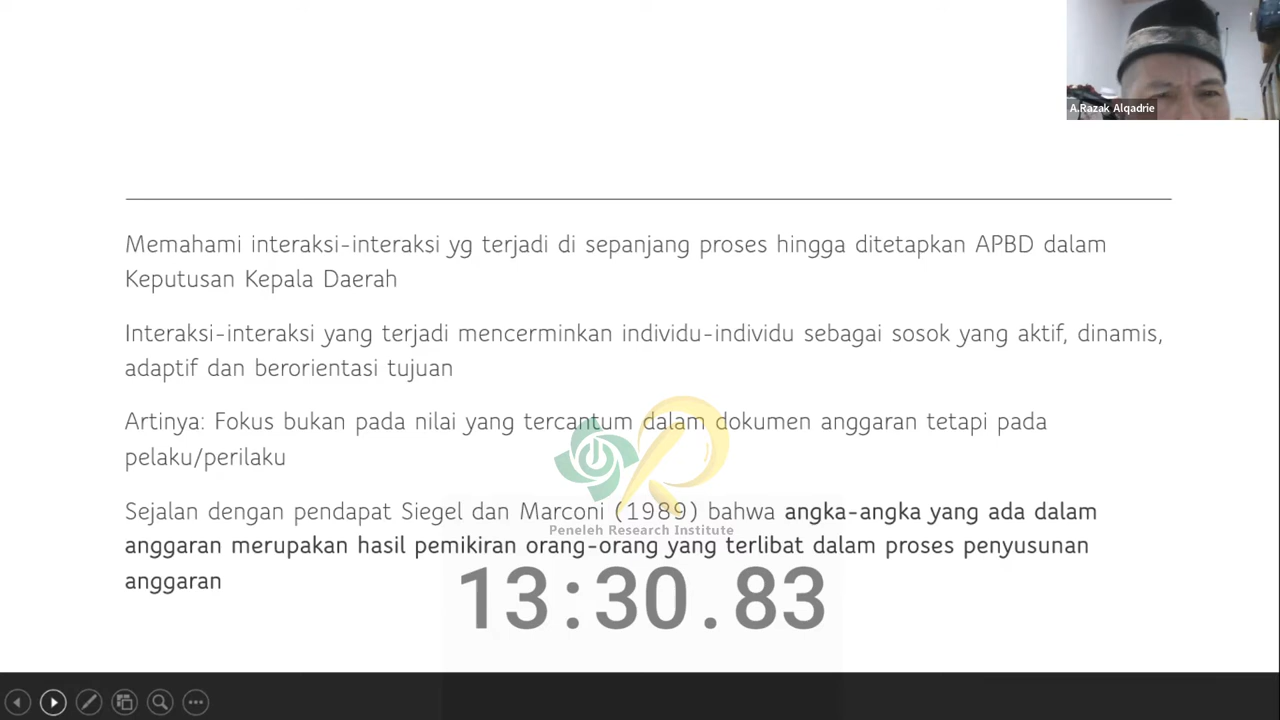 A.Razak Alqadrie
Memahami interaksi-interaksi yg terjadi di sepanjang proses hingga ditetapkan APBD dalam
Keputusan Kepala Daerah
Interaksi-interaksi yang terjadi mencerminkan individu-individu sebagai sosok yang aktif, dinamis,
adaptif dan berorientasi tujuan
Artinya: Fokus bukan pada nilai yang tercantum dalam dokumen anggaran tetapi pada
pelaku/perilaku
Sejalan dengan pendapat Siegel dan Marconi (1989) bahwa angka-angka yang ada dalam
Peneleh Research Institute
anggaran merupakan hasil pemikiran orang-orang yang terlibat dalam proses penyusunan
anggaran
13:30.83